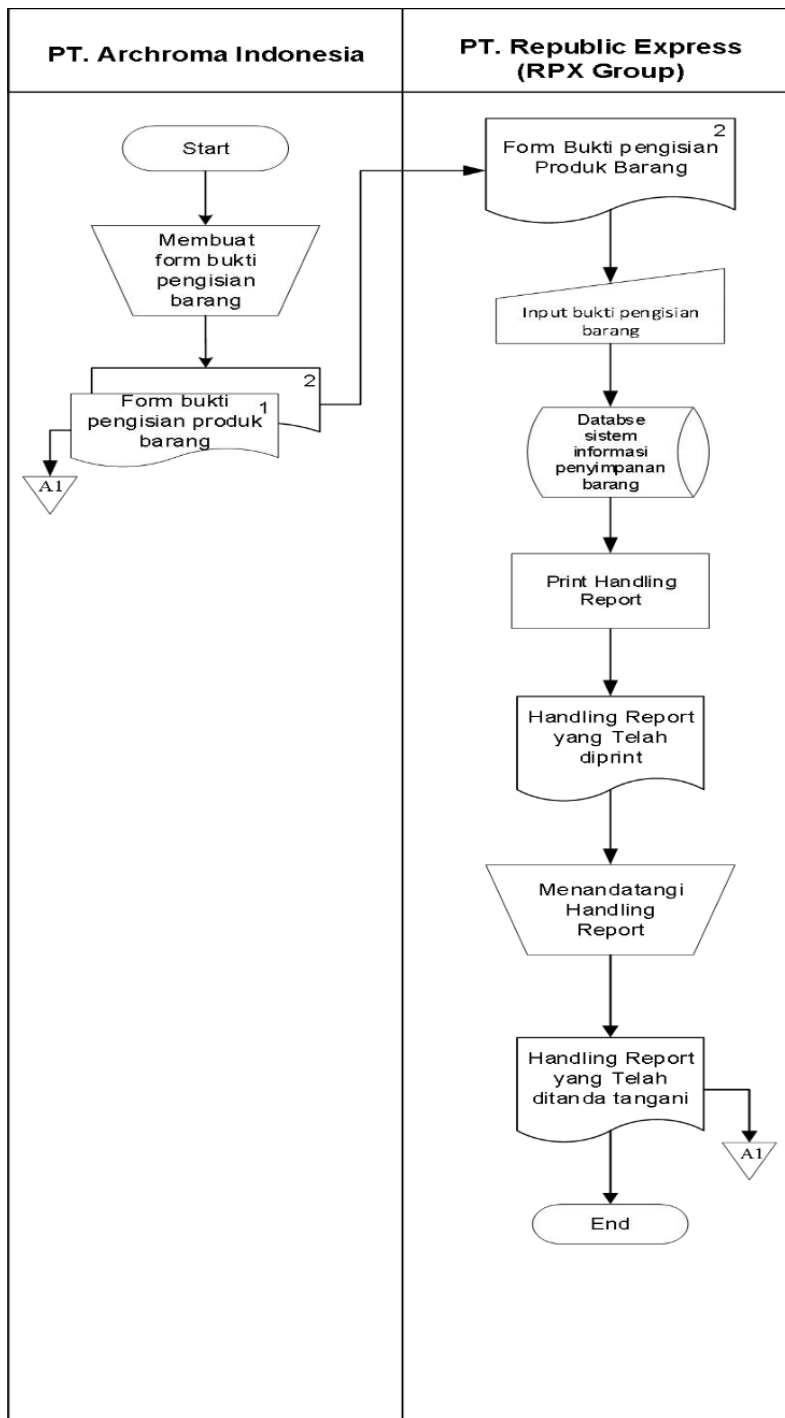 PT. Archroma Indonesia
PT. Republic Express
(RPX Group)
Start
Membuat
form bukti
pengisian
barang
2
Form bukti
1
pengisian produk
barang
A1
2
Form Bukti pengisian
Produk Barang
Input bukti pengisian
barang
Databse
sistem
informasi
penyimpanan
barang
Print Handling
Report
Handling Report
yang Telah
diprint
Menandatangi
Handling
Report
Handling Report
yang Telah
ditanda tangani
A1
End